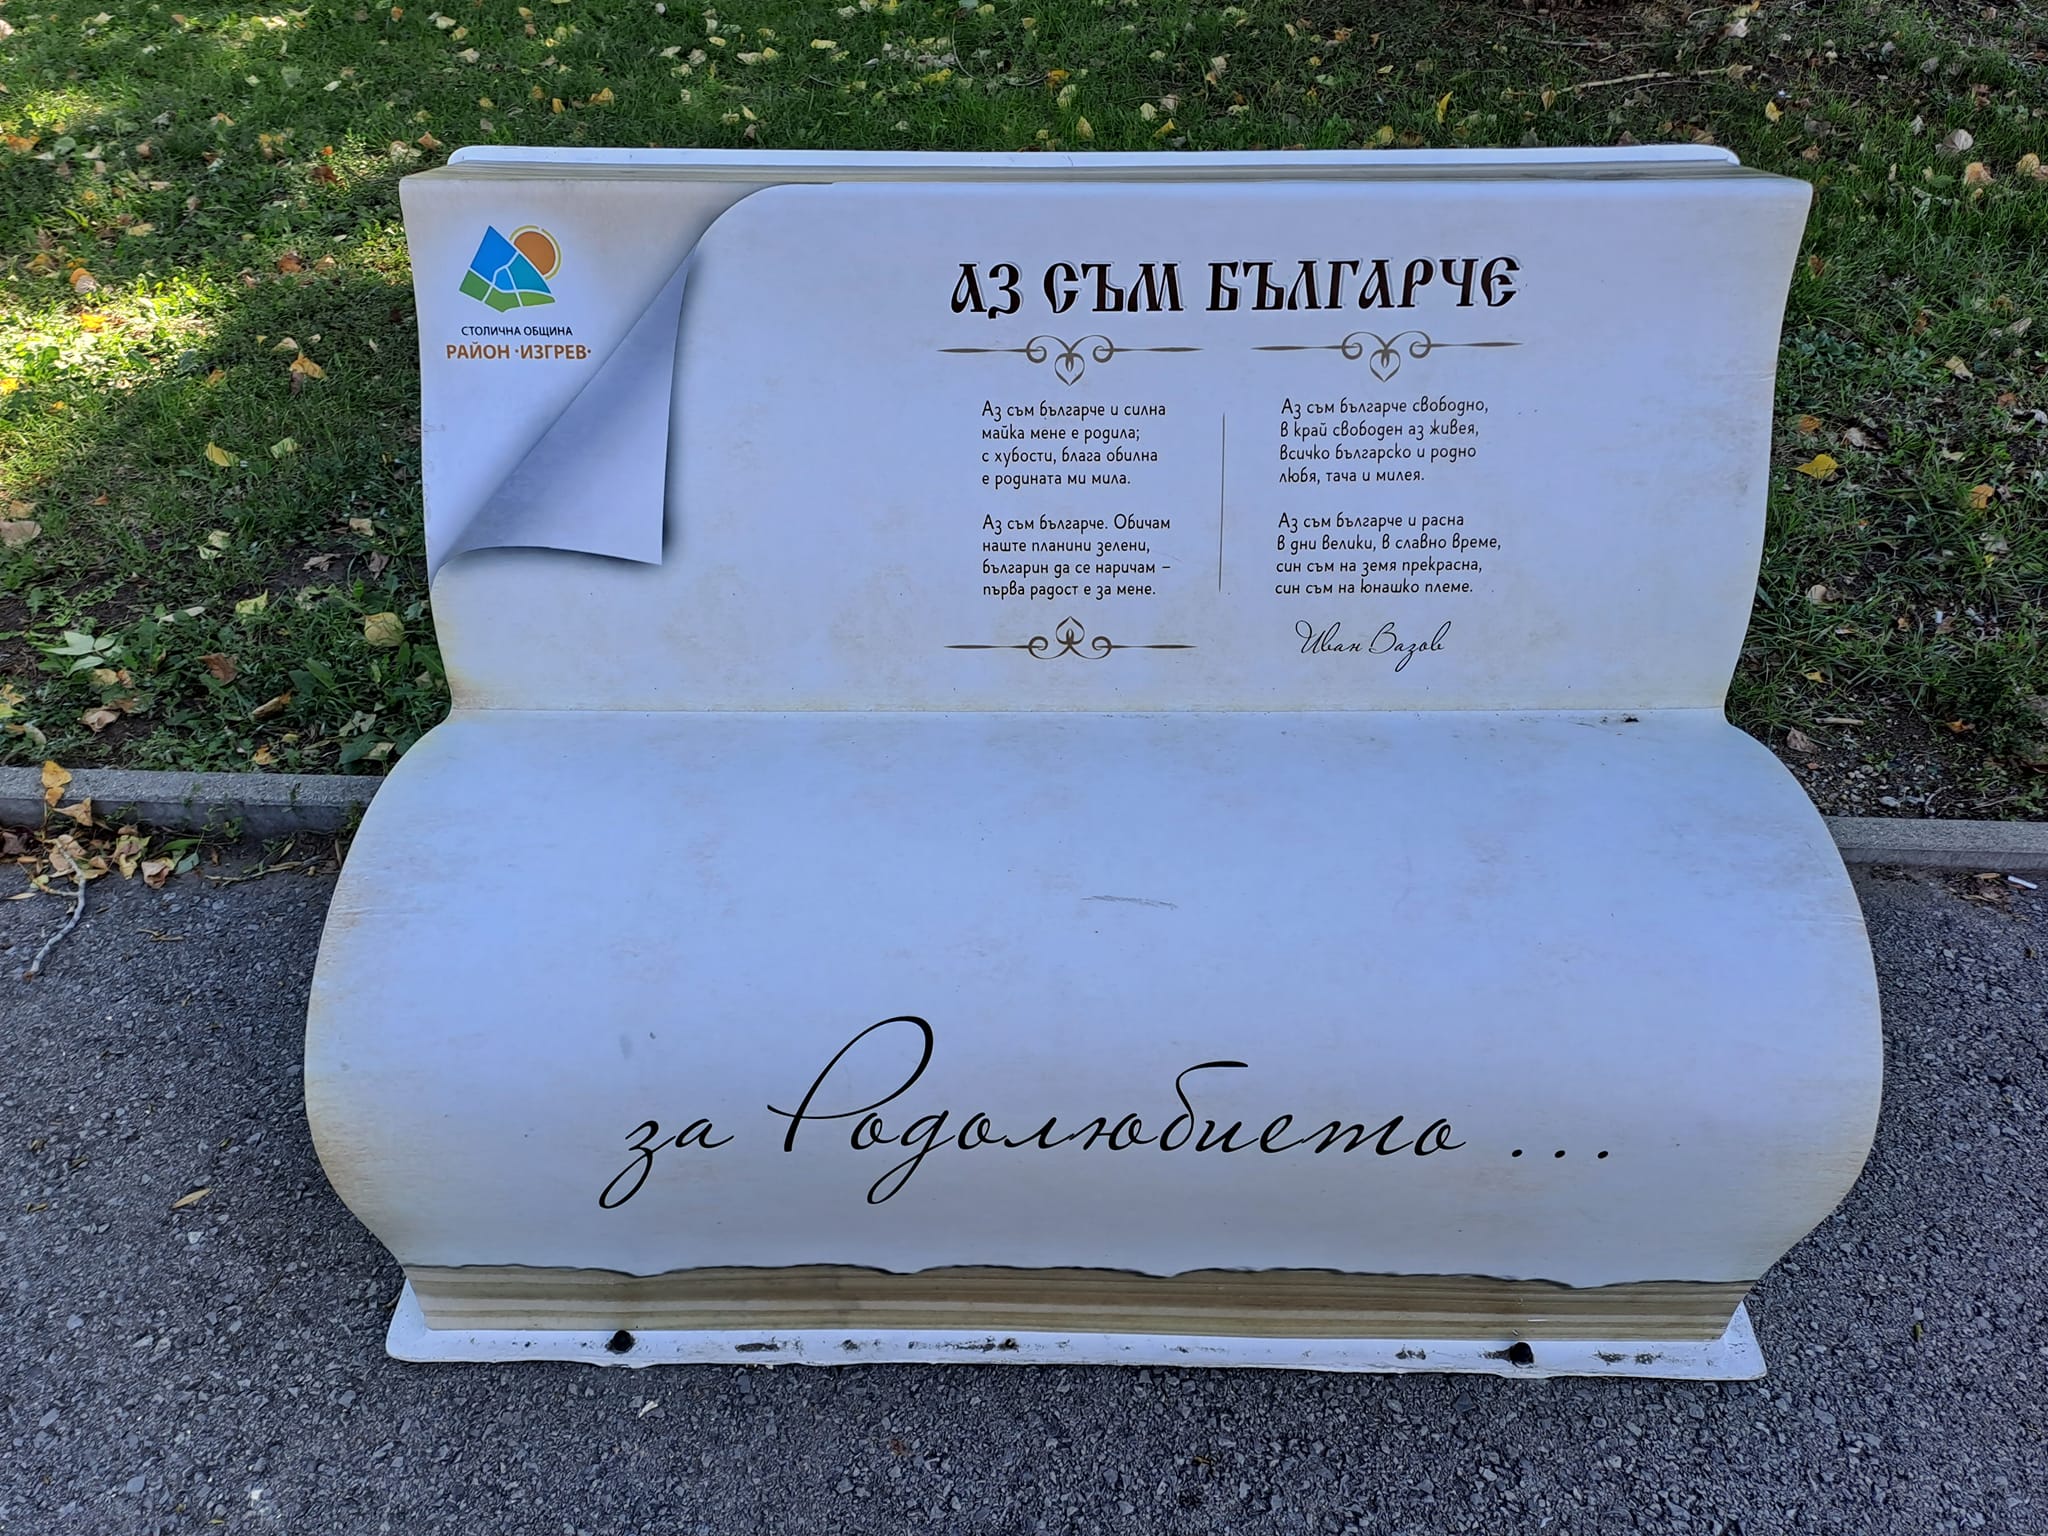 СТОЛИЧНА ОБЩИНА
РАЙОН ·ИЗГРЕВ·
АЗ СЪМ БЪЛГАРЧЕ
Аз съм българче и силна
майка мене е родила;
с хубости, блага обилна
е родината ми мила.
Аз съм българче. Обичам
наште планини зелени,
българин да се наричам –
първа радост е за мене.
Аз съм българче свободно,
в край свободен аз живея,
всичко българско и родно
любя, тача и милея.
Аз съм българче и расна
в дни велики, в славно време,
син съм на земя прекрасна,
син съм на юнашко племе.
Иван Вазов
за Родолюбието ...